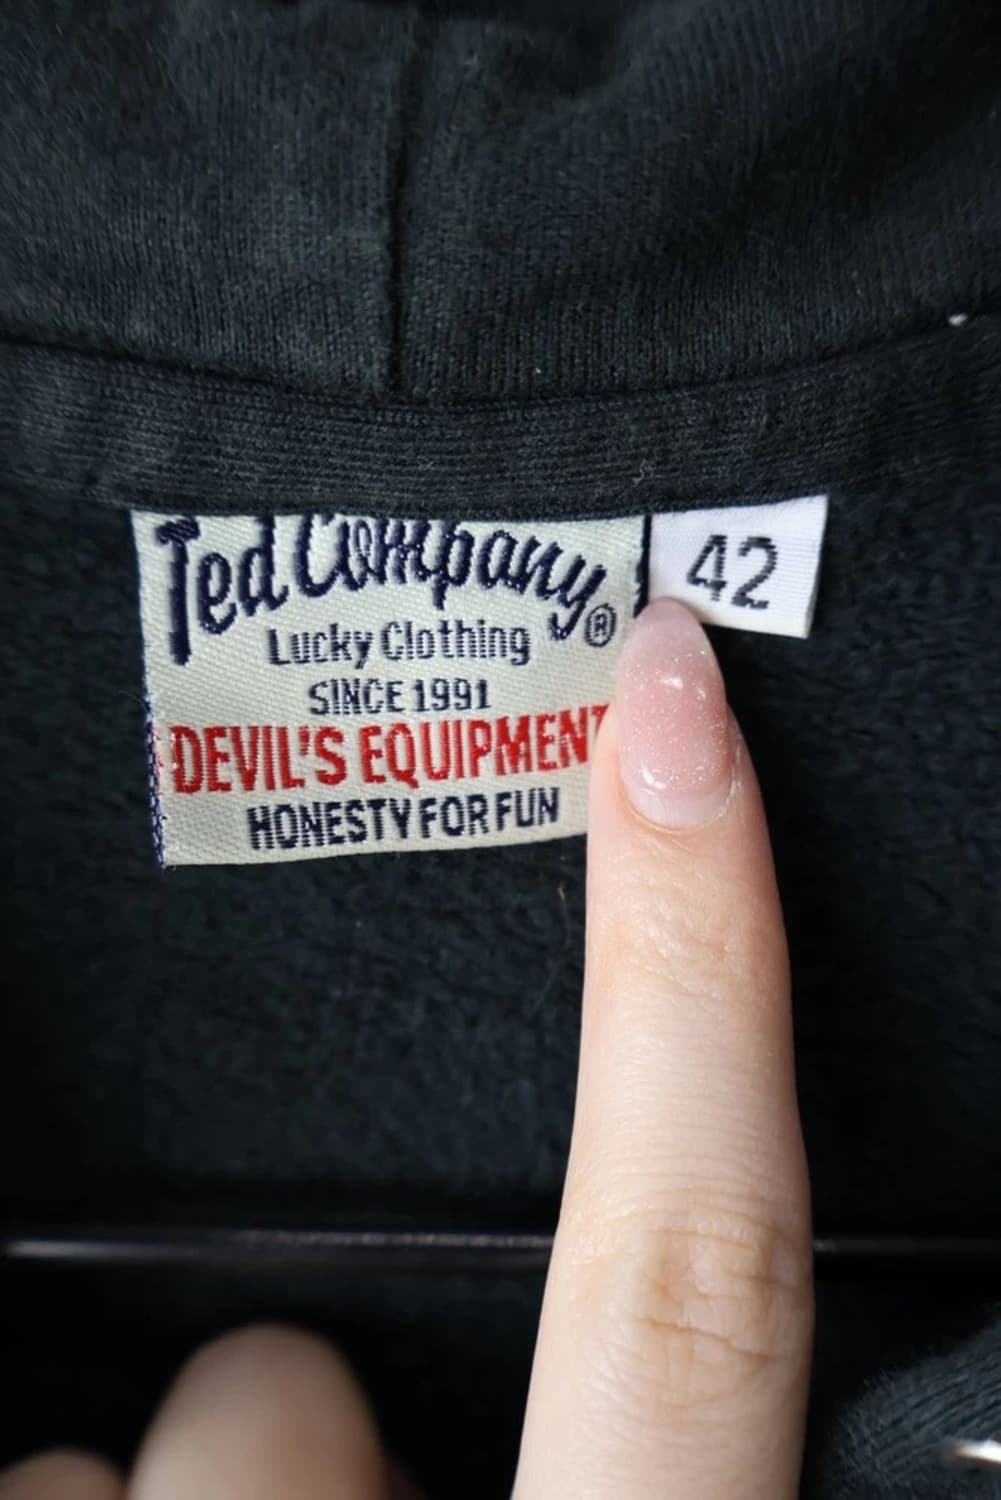 Ted Company®
42
Lucky Clothing
SINCE 1991
DEVIL'S EQUIPMENT
HONESTY FOR FUN